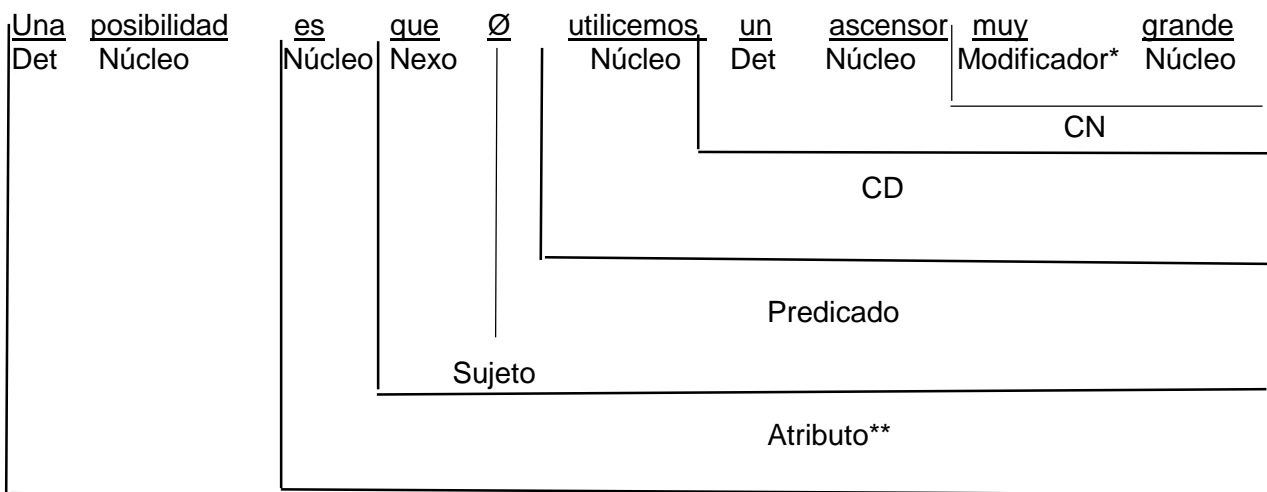 Una posibilidad es que Ø utilicemos un ascensor muy grande
Det Núcleo Núcleo Nexo Núcleo Det Núcleo Modificador* Núcleo
CN
CD
Predicado
Sujeto
Atributo**